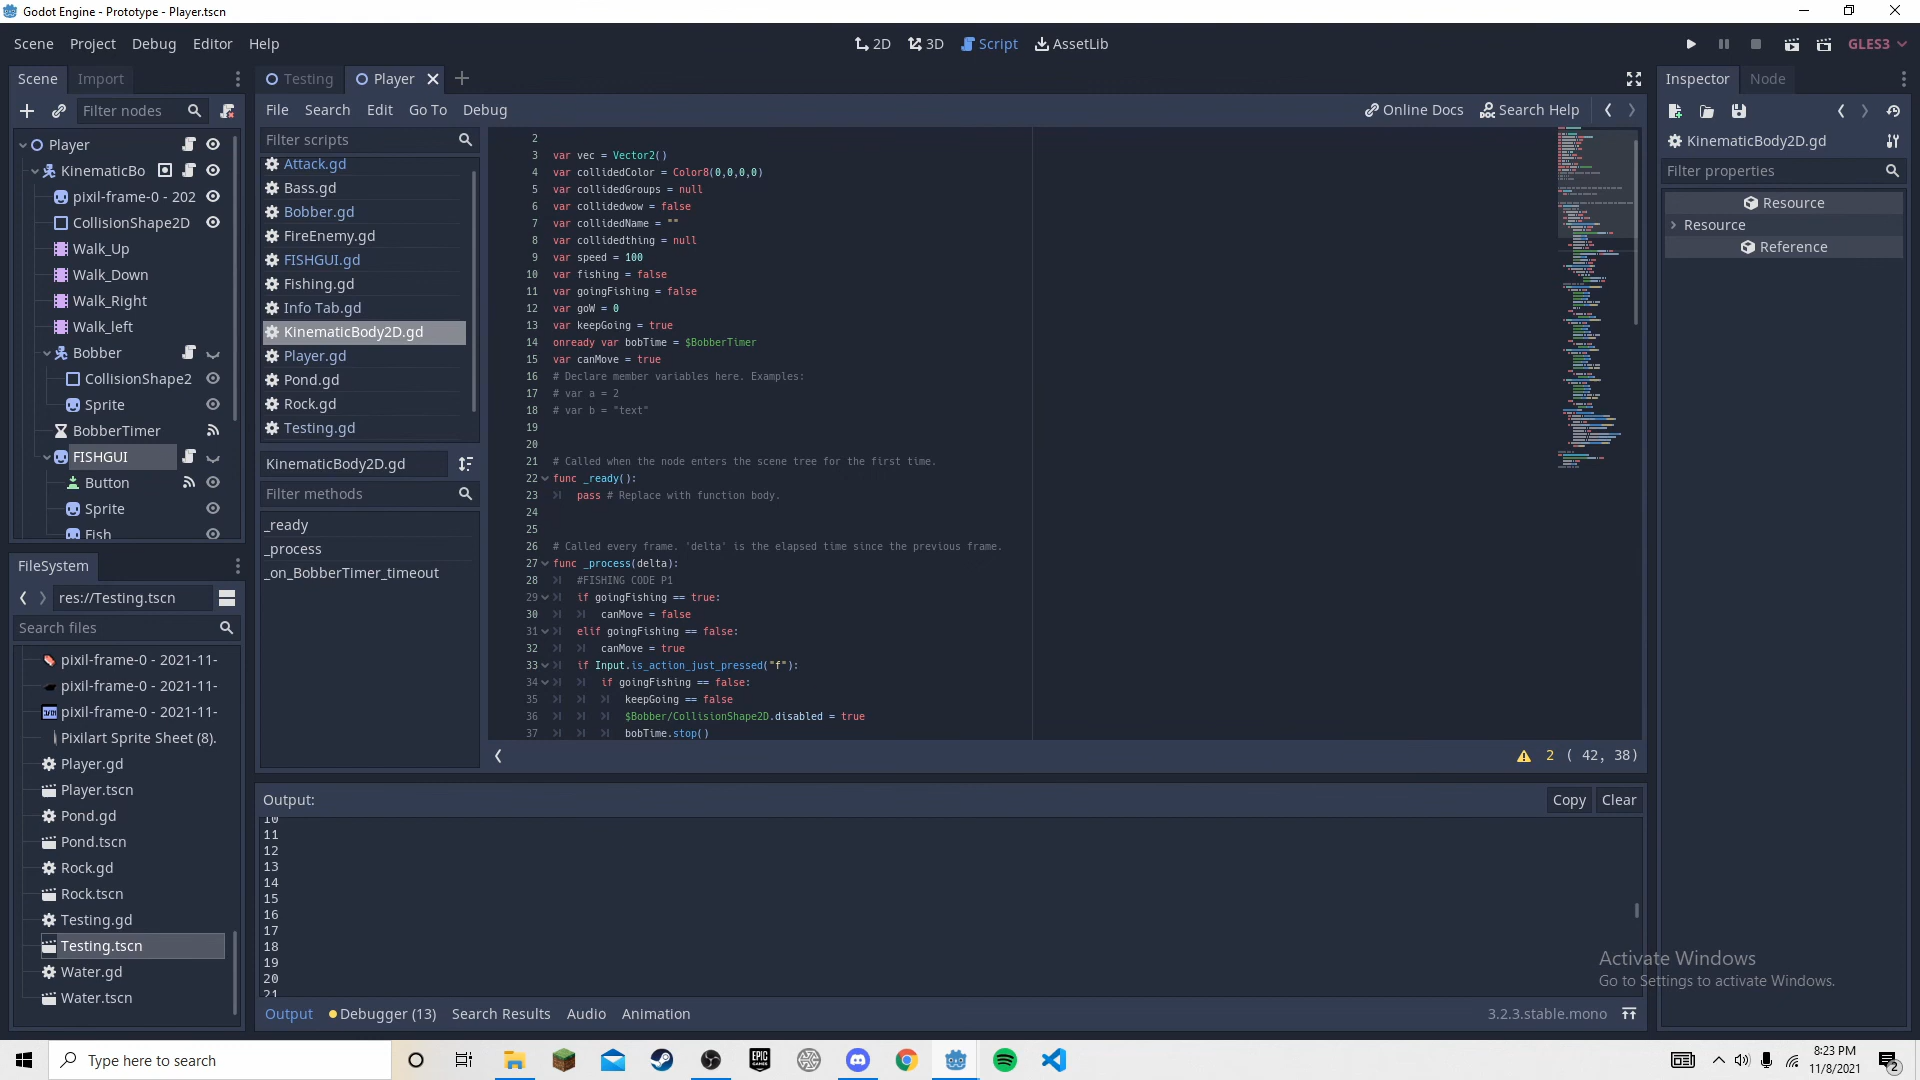 Godot Engine - Prototype - Player.tscn
Scene Project Debug Editor Help
2D 3D Script AssetLib
GLES3
Scene Import
Filter nodes
Player
KinematicBo
pixil-frame-0 - 202
CollisionShape2D
Walk_Up
Walk_Down
Walk_Right
Walk_left
Bobber
CollisionShape2
Sprite
BobberTimer
FISHGUI
Button
Sprite
Fish
FileSystem
res://Testing.tscn
Search files
pixil-frame-0 - 2021-11-
pixil-frame-0 - 2021-11-
pixil-frame-0 - 2021-11-
Pixilart Sprite Sheet (8).
Player.gd
Player.tscn
Pond.gd
Pond.tscn
Rock.gd
Rock.tscn
Testing.gd
Testing.tscn
Water.gd
Water.tscn
Testing Player
File Search Edit Go To Debug
Online Docs Search Help
Filter scripts
Attack.gd
Bass.gd
Bobber.gd
FireEnemy.gd
FISHGUI.gd
Fishing.gd
Info Tab.gd
KinematicBody2D.gd
Player.gd
Pond.gd
Rock.gd
Testing.gd
KinematicBody2D.gd
Filter methods
_ready
_process
_on_BobberTimer_timeout
2
3 var vec = Vector2()
4 var collidedColor = Color8(0,0,0,0)
5 var collidedGroups = null
6 var collidedwow = false
7 var collidedName = ""
8 var collidedthing = null
9 var speed = 100
10 var fishing = false
11 var goingFishing = false
12 var goW = 0
13 var keepGoing = true
14 onready var bobTime = $BobberTimer
15 var canMove = true
16 # Declare member variables here. Examples:
17 # var a = 2
18 # var b = "text"
19
20
21 # Called when the node enters the scene tree for the first time.
22 func _ready():
23 pass # Replace with function body.
24
25
26 # Called every frame. 'delta' is the elapsed time since the previous frame.
27 func _process(delta):
28 #FISHING CODE P1
29 if goingFishing == true:
30 canMove = false
31 elif goingFishing == false:
32 canMove = true
33 if Input.is_action_just_pressed("f"):
34 if goingFishing == false:
35 keepGoing == false
36 $Bobber/CollisionShape2D.disabled = true
37 bobTime.stop()
2 ( 42, 38)
Output:
Copy Clear
10
11
12
13
14
15
16
17
18
19
20
21
Output Debugger (13) Search Results Audio Animation
3.2.3.stable.mono
Inspector Node
KinematicBody2D.gd
Filter properties
Resource
Resource
Reference
Activate Windows
Go to Settings to activate Windows.
Type here to search
EPIC GAMES
8:23 PM
11/8/2021
2